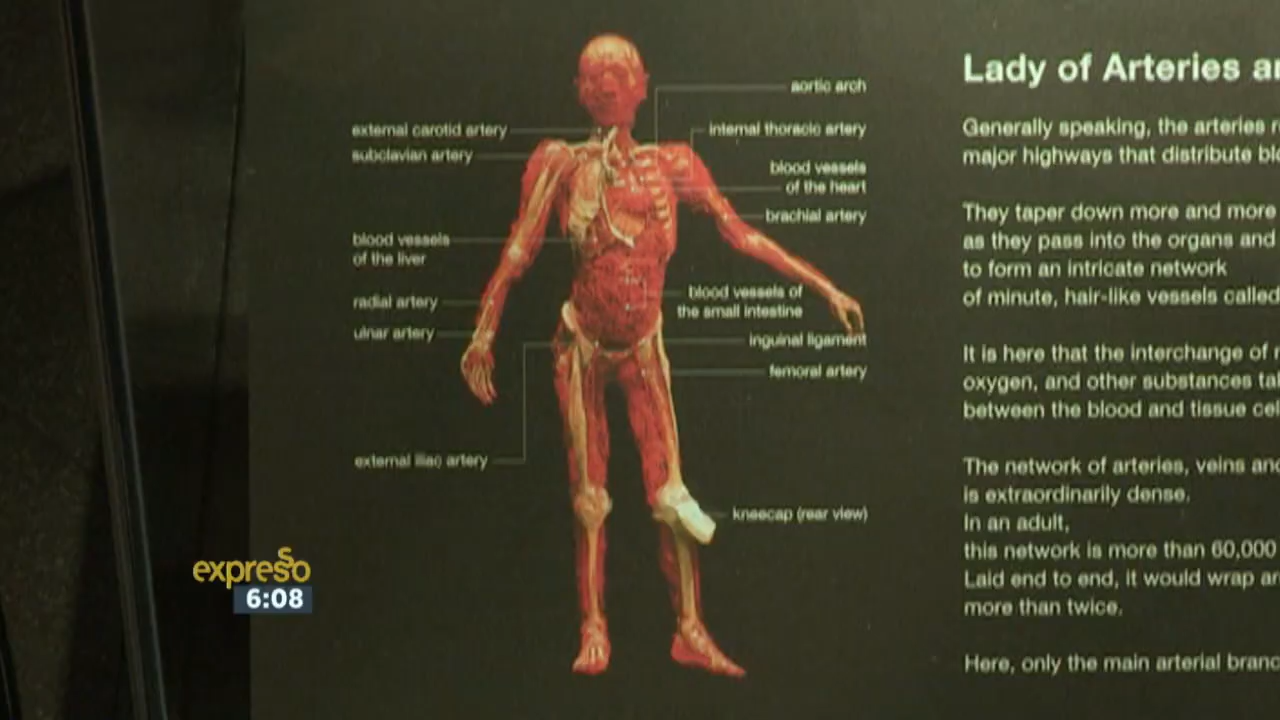 external carotid artery
subclavian artery
blood vessels
of the liver
radial artery
ulnar artery
external iliac artery
aortic arch
internal thoracic artery
blood vessels
of the heart
brachial artery
blood vessels of
the small intestine
inguinal ligament
femoral artery
kneecap (rear view)
Lady of Arteries
Generally speaking, the arteries
major highways that distribute
They taper down more and more
as they pass into the organs and
to form an intricate network
of minute, hair-like vessels called
It is here that the interchange of
oxygen, and other substances
between the blood and tissue
The network of arteries, veins
is extraordinarily dense.
In an adult,
this network is more than 60,000
Laid end to end, it would wrap
more than twice.
Here, only the main arterial
expresso
6:08